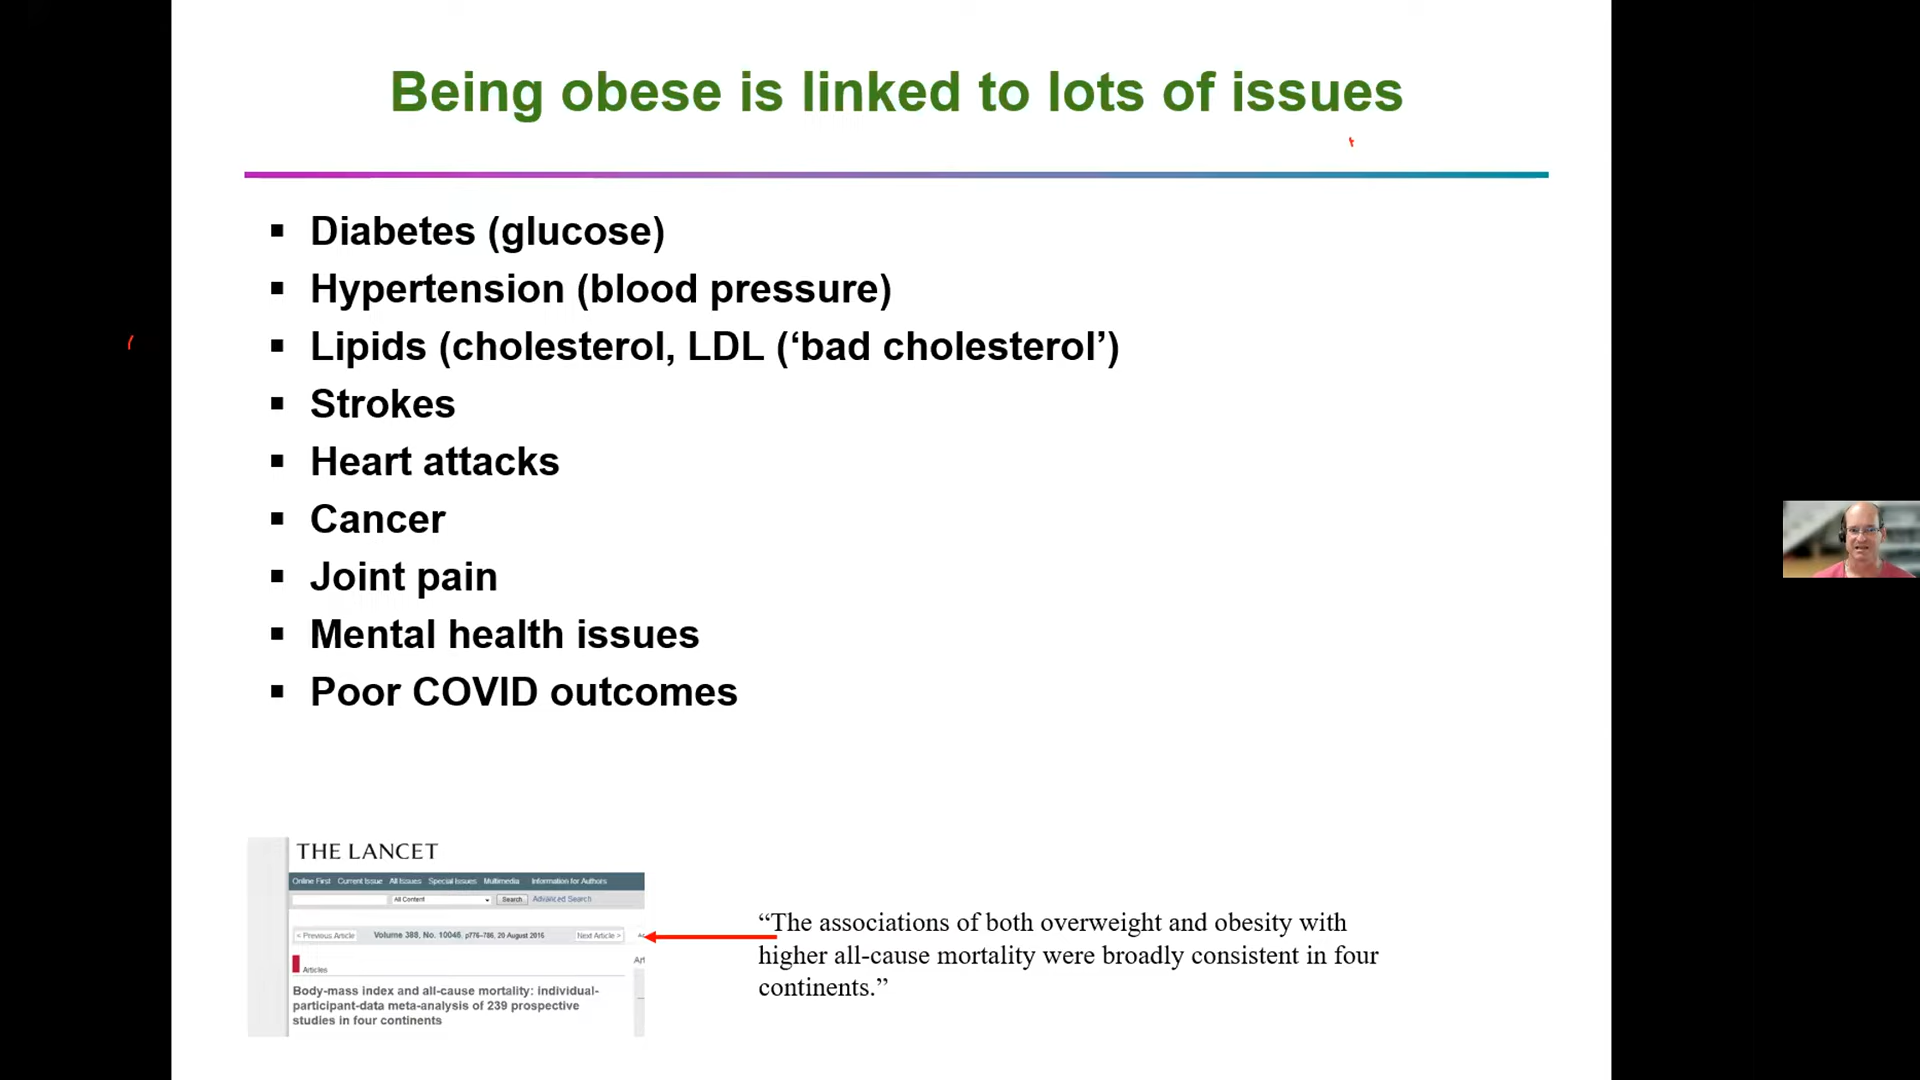 Being obese is linked to lots of issues
▪ Diabetes (glucose)
▪ Hypertension (blood pressure)
▪ Lipids (cholesterol, LDL (‘bad cholesterol’)
▪ Strokes
▪ Heart attacks
▪ Cancer
▪ Joint pain
▪ Mental health issues
▪ Poor COVID outcomes
THE LANCET
Online First Current Issue All Issues Special Issues Multimedia Information for Authors
All Content Search Advanced Search
< Previous Article Volume 388, No. 10046, p776–786, 20 August 2016 Next Article >
Articles
Body-mass index and all-cause mortality: individual-
participant-data meta-analysis of 239 prospective
studies in four continents
“The associations of both overweight and obesity with
higher all-cause mortality were broadly consistent in four
continents.”